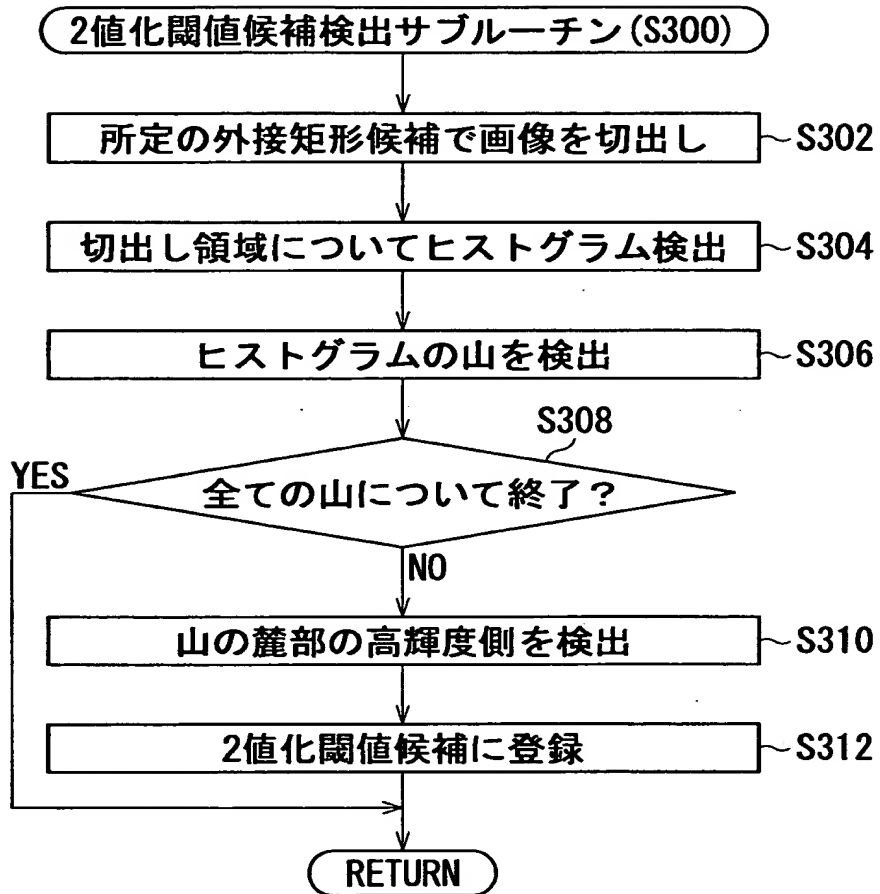 2値化閾値候補検出サブルーチン(S300)
所定の外接矩形候補で画像を切出し
S302
切出し領域についてヒストグラム検出
S304
ヒストグラムの山を検出
S306
S308
YES
全ての山について終了？
NO
山の麓部の高輝度側を検出
S310
2値化閾値候補に登録
S312
RETURN